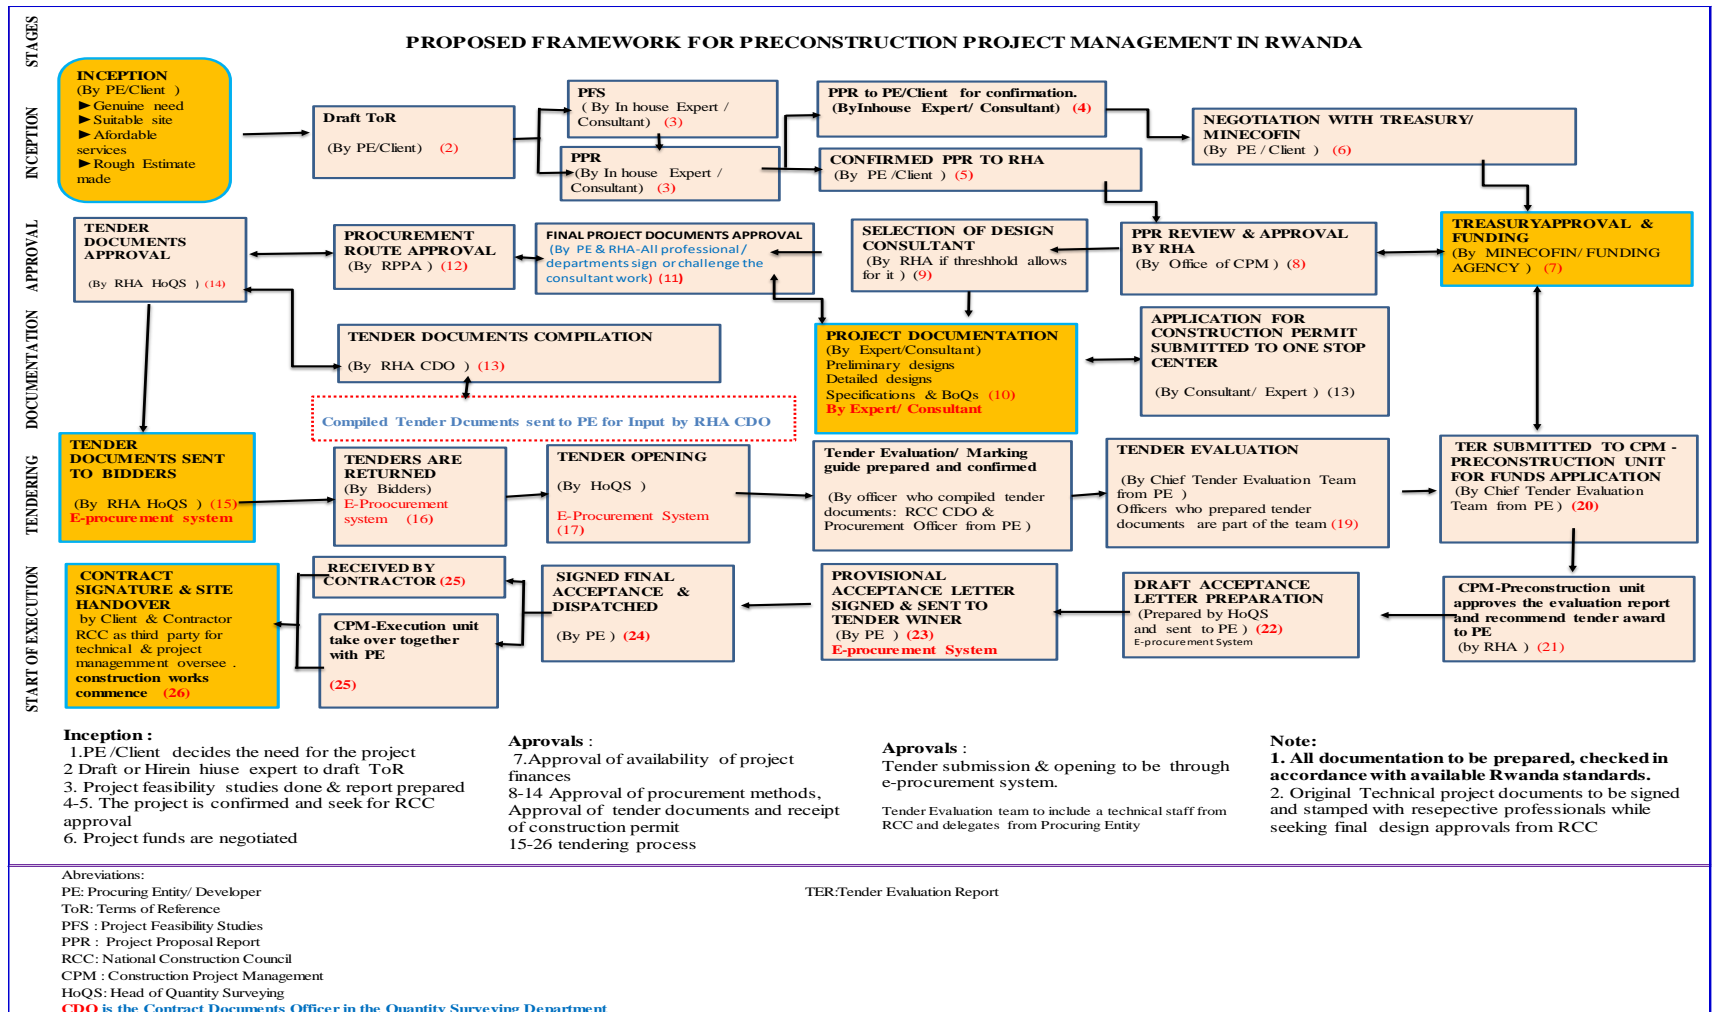 STAGES
PROPOSED FRAMEWORK FOR PRECONSTRUCTION PROJECT MANAGEMENT IN RWANDA
INCEPTION
INCEPTION
(By PE/Client )
►Genuine need
►Suitable site
►Afordable
services
►Rough Estimate
made
Draft ToR
(By PE/Client) (2)
PFS
( By In house Expert /
Consultant) (3)
PPR
(By In house Expert /
Consultant) (3)
PPR to PE/Client for confirmation.
(ByInhouse Expert/ Consultant) (4)
CONFIRMED PPR TO RHA
(By PE /Client ) (5)
NEGOTIATION WITH TREASURY/
MINECOFIN
(By PE / Client ) (6)
APPROVAL
TENDER
DOCUMENTS
APPROVAL
(By RHA HoQS ) (14)
PROCUREMENT
ROUTE APPROVAL
(By RPPA ) (12)
FINAL PROJECT DOCUMENTS APPROVAL
(By PE & RHA-All professional /
departments sign or challenge the
consultant work) (11)
SELECTION OF DESIGN
CONSULTANT
(By RHA if threshhold allows
for it ) (9)
PPR REVIEW & APPROVAL
BY RHA
(By Office of CPM ) (8)
TREASURYAPPROVAL &
FUNDING
(By MINECOFIN/ FUNDING
AGENCY ) (7)
DOCUMENTATION
TENDER DOCUMENTS COMPILATION
(By RHA CDO ) (13)
Compiled Tender Dcuments sent to PE for Input by RHA CDO
PROJECT DOCUMENTATION
(By Expert/Consultant)
Preliminary designs
Detailed designs
Specifications & BoQs (10)
By Expert/ Consultant
APPLICATION FOR
CONSTRUCTION PERMIT
SUBMITTED TO ONE STOP
CENTER
(By Consultant/ Expert ) (13)
TENDERING
TENDER
DOCUMENTS SENT
TO BIDDERS
(By RHA HoQS ) (15)
E-procurement system
TENDERS ARE
RETURNED
(By Bidders)
E-Proocurement
system (16)
TENDER OPENING
(By HoQS )
E-Procurement System
(17)
Tender Evaluation/ Marking
guide prepared and confirmed
(By officer who compiled tender
documents: RCC CDO &
Procurement Officer from PE )
TENDER EVALUATION
(By Chief Tender Evaluation Team
from PE )
Officers who prepared tender
documents are part of the team (19)
TER SUBMITTED TO CPM -
PRECONSTRUCTION UNIT
FOR FUNDS APPLICATION
(By Chief Tender Evaluation
Team from PE ) (20)
START OF EXECUTION
CONTRACT
SIGNATURE & SITE
HANDOVER
by Client & Contractor
RCC as third party for
technical & project
managemment oversee .
construction works
commence (26)
RECEIVED BY
CONTRACTOR (25)
CPM-Execution unit
take over together
with PE
(25)
SIGNED FINAL
ACCEPTANCE &
DISPATCHED
(By PE ) (24)
PROVISIONAL
ACCEPTANCE LETTER
SIGNED & SENT TO
TENDER WINER
(By PE ) (23)
E-procurement System
DRAFT ACCEPTANCE
LETTER PREPARATION
(Prepared by HoQS
and sent to PE ) (22)
E-procurement System
CPM-Preconstruction unit
approves the evaluation report
and recommend tender award
to PE
(by RHA ) (21)
Inception :
1.PE /Client decides the need for the project
2 Draft or Hirein hiuse expert to draft ToR
3. Project feasibility studies done & report prepared
4-5. The project is confirmed and seek for RCC
approval
6. Project funds are negotiated
Aprovals :
7.Approval of availability of project
finances
8-14 Approval of procurement methods,
Approval of tender documents and receipt
of construction permit
15-26 tendering process
Aprovals :
Tender submission & opening to be through
e-procurement system.
Tender Evaluation team to include a technical staff from
RCC and delegates from Procuring Entity
Note:
1. All documentation to be prepared, checked in
accordance with available Rwanda standards.
2. Original Technical project documents to be signed
and stamped with resepective professionals while
seeking final design approvals from RCC
Abreviations:
PE: Procuring Entity/ Developer
TER:Tender Evaluation Report
ToR: Terms of Reference
PFS : Project Feasibility Studies
PPR : Project Proposal Report
RCC: National Construction Council
CPM : Construction Project Management
HoQS: Head of Quantity Surveying
CDO is the Contract Documents Officer in the Quantity Surveying Department